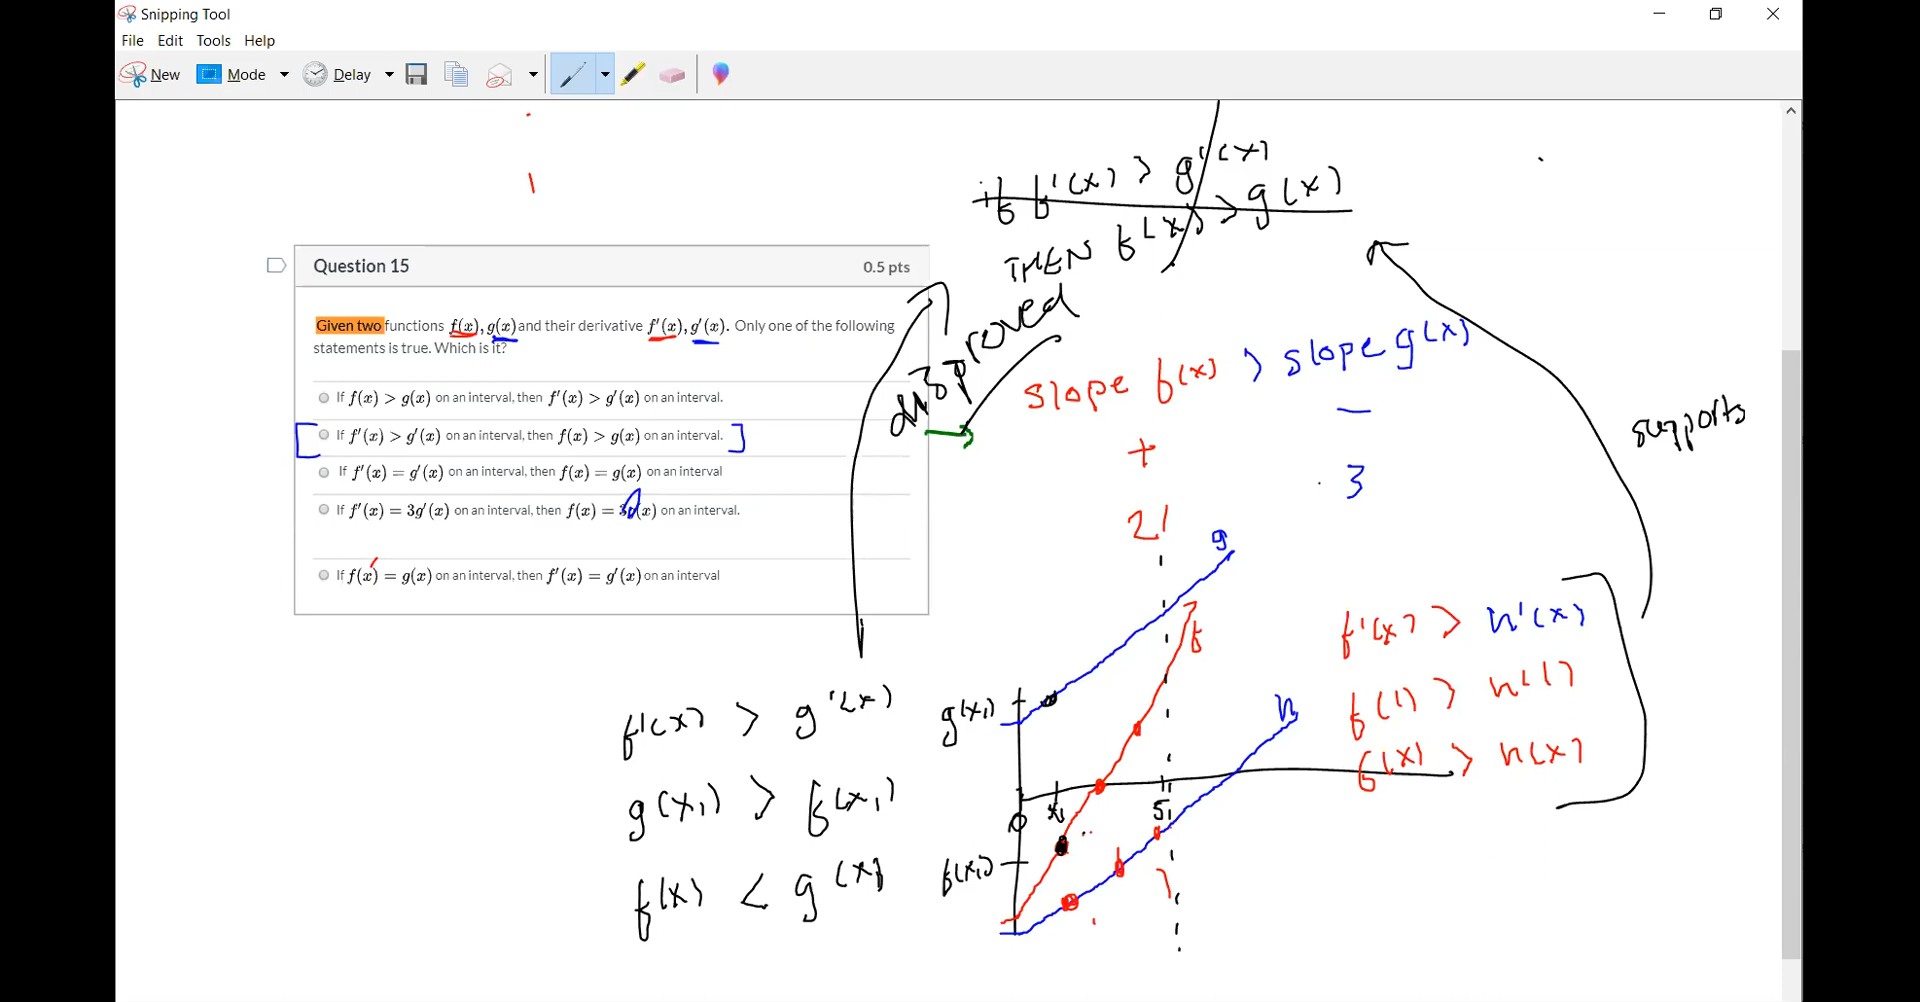 Snipping Tool
File Edit Tools Help
New Mode Delay
if f'(x) > g'(x)
THEN f(x) > g(x)
Question 15
0.5 pts
Given two functions f(x), g(x) and their derivative f'(x), g'(x). Only one of the following
statements is true. Which is it?
If f(x) > g(x) on an interval, then f'(x) > g'(x) on an interval.
If f'(x) > g'(x) on an interval, then f(x) > g(x) on an interval.
If f'(x) = g'(x) on an interval, then f(x) = g(x) on an interval
If f'(x) = 3g'(x) on an interval, then f(x) = 3g(x) on an interval.
If f(x) = g(x) on an interval, then f'(x) = g'(x) on an interval
disproved
slope f(x) > slope g(x)
+ −
21 3
supports
g
f
h
f'(x) > h'(x)
f(1) > h(1)
f(x) > h(x)
f'(x) > g'(x)
g(x₁) > f(x₁)
f(x) < g(x)
g(x₁)
0 x₁ 5
f(x₁)